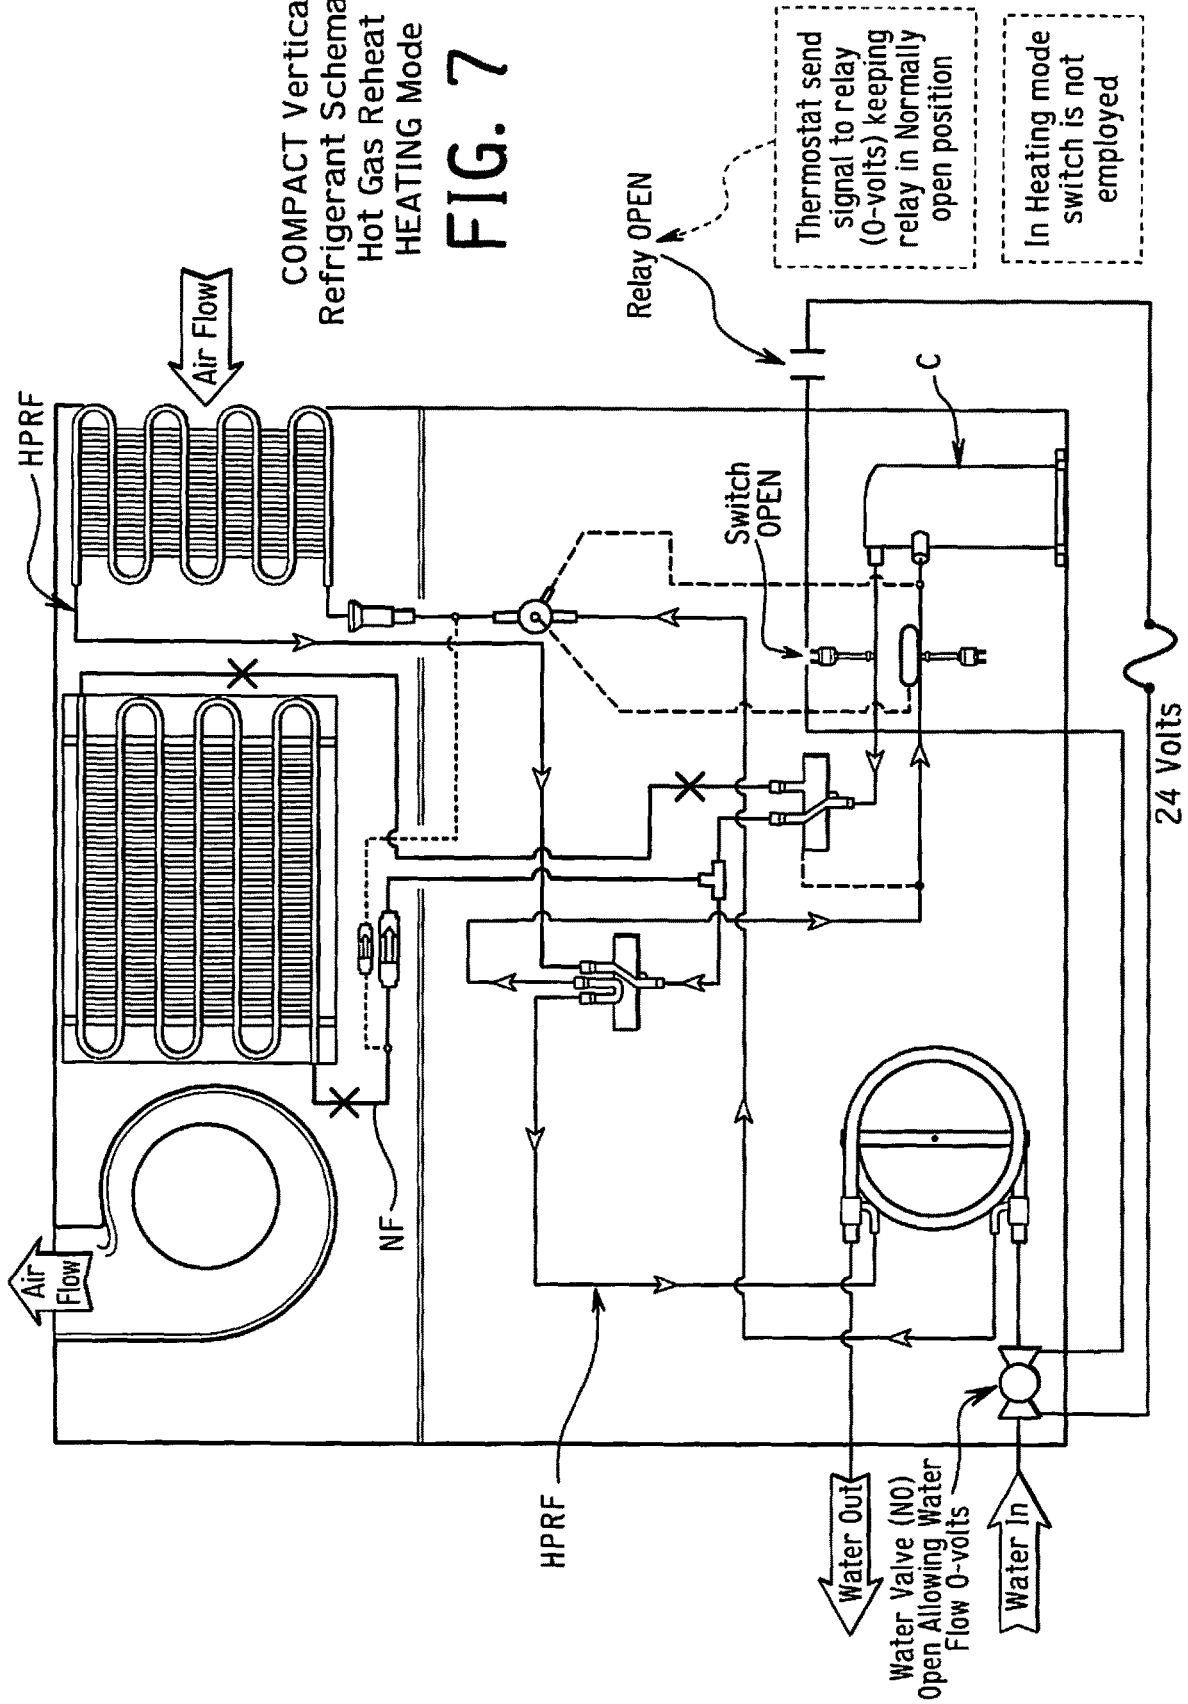 COMPACT Vertica
Refrigerant Schema
Hot Gas Reheat
HEATING Mode
FIG. 7
HPRF
Air Flow
Air
Flow
NF
HPRF
Relay OPEN
Thermostat send
signal to relay
(O-volts) keeping
relay in Normally
open position
In Heating mode
switch is not
employed
Switch
OPEN
C
24 Volts
Water Out
Water Valve (NO)
Open Allowing Water
Flow O-volts
Water In